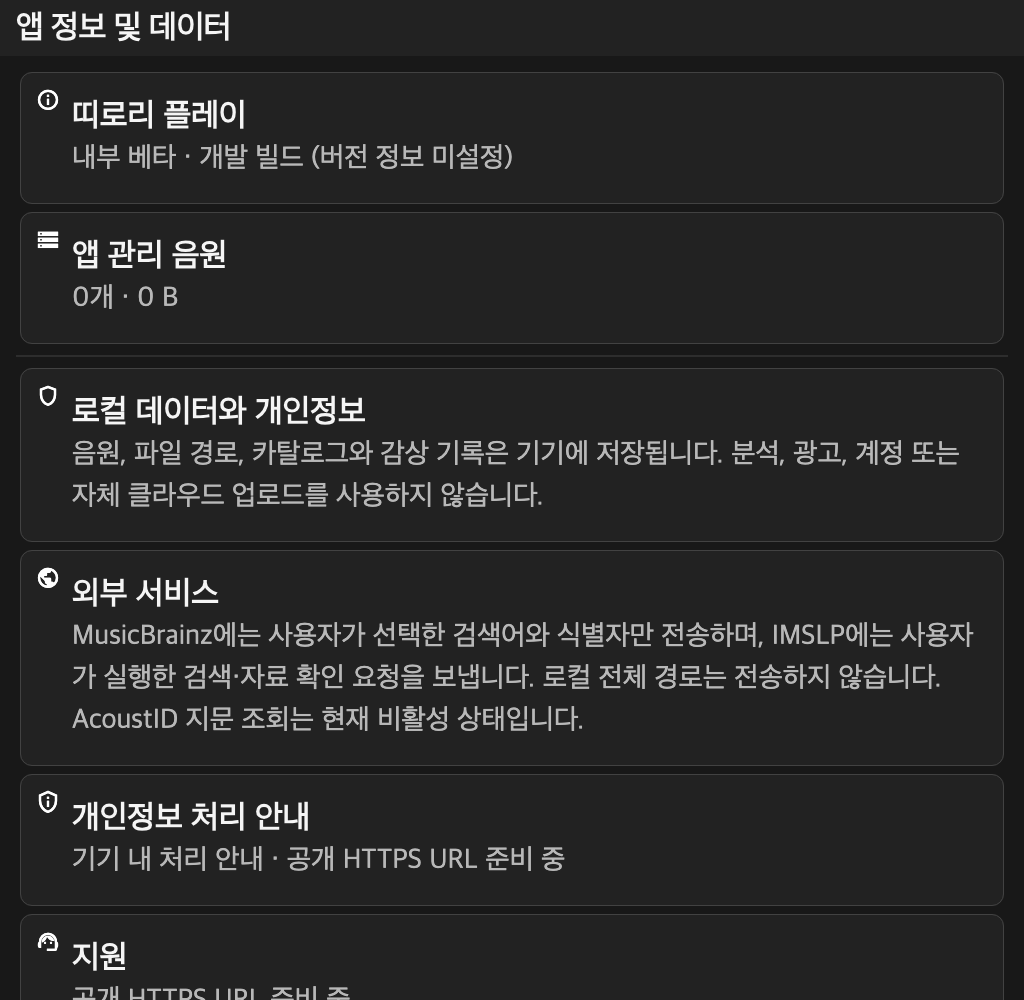 앱 정보 및 데이터
띠로리 플레이
내부 베타 · 개발 빌드 (버전 정보 미설정)
앱 관리 음원
0개 · 0 B
로컬 데이터와 개인정보
음원, 파일 경로, 카탈로그와 감상 기록은 기기에 저장됩니다. 분석, 광고, 계정 또는
자체 클라우드 업로드를 사용하지 않습니다.
외부 서비스
MusicBrainz에는 사용자가 선택한 검색어와 식별자만 전송하며, IMSLP에는 사용자
가 실행한 검색·자료 확인 요청을 보냅니다. 로컬 전체 경로는 전송하지 않습니다.
AcoustID 지문 조회는 현재 비활성 상태입니다.
개인정보 처리 안내
기기 내 처리 안내 · 공개 HTTPS URL 준비 중
지원
공개 HTTPS URL 준비 중